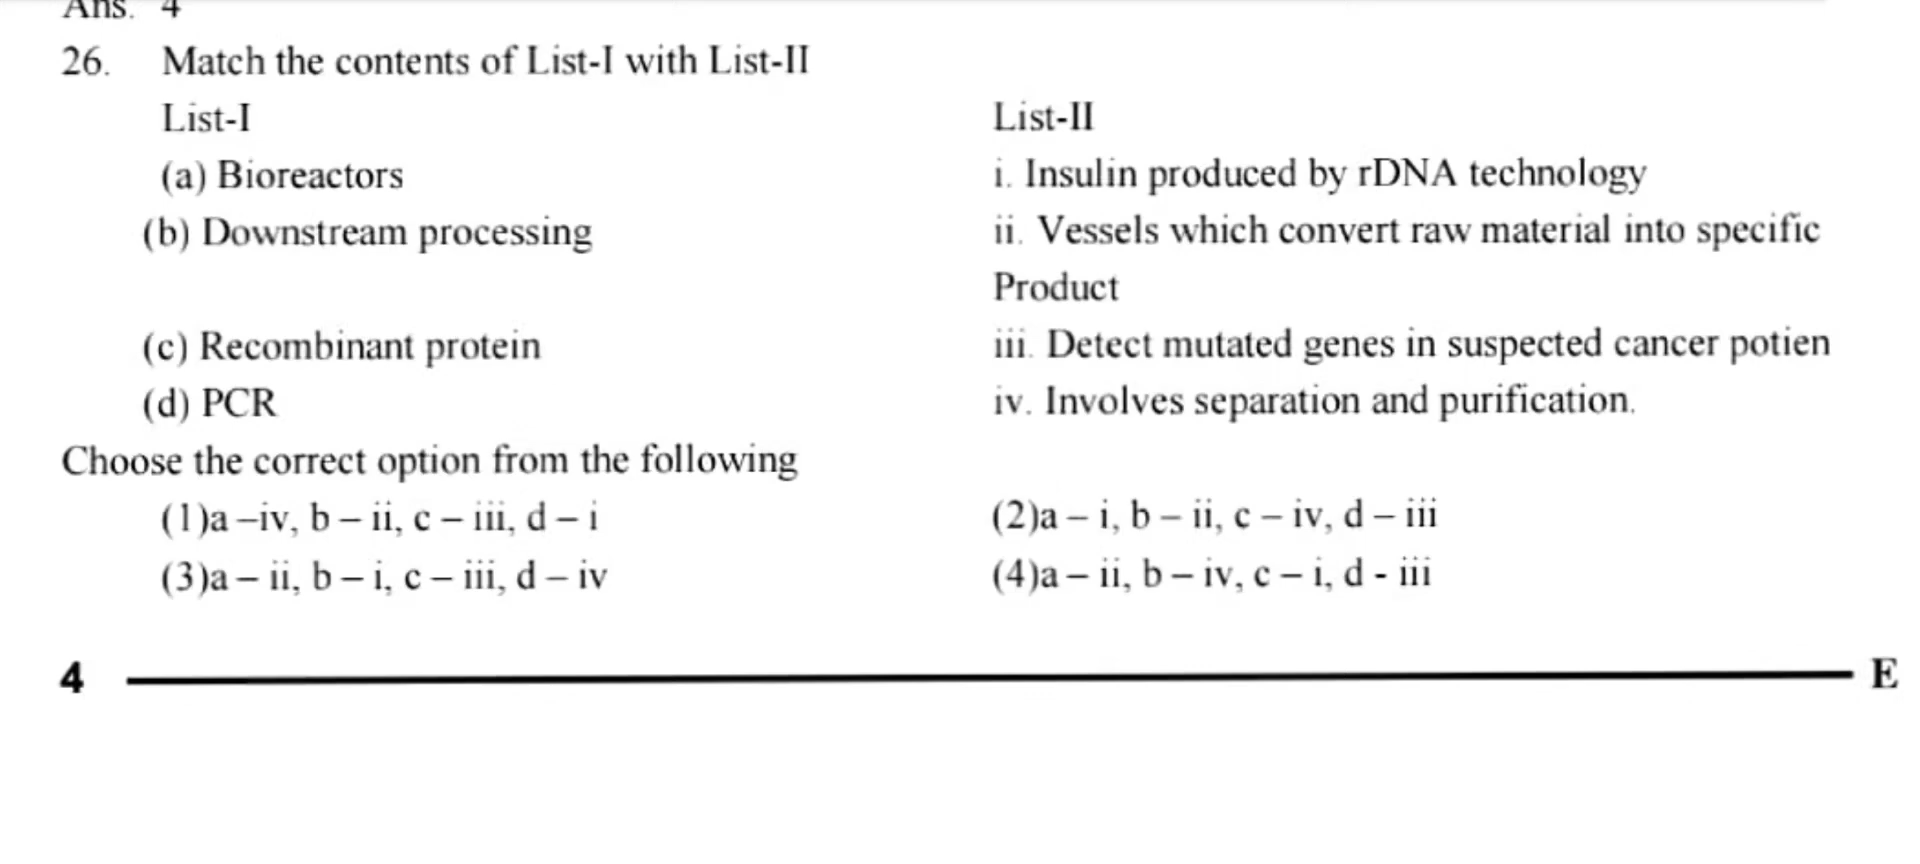 Ans. 4
26. Match the contents of List-I with List-II
List-I List-II
(a) Bioreactors i. Insulin produced by rDNA technology
(b) Downstream processing ii. Vessels which convert raw material into specific
Product
(c) Recombinant protein iii. Detect mutated genes in suspected cancer potien
(d) PCR iv. Involves separation and purification.
Choose the correct option from the following
(1)a –iv, b – ii, c – iii, d – i (2)a – i, b – ii, c – iv, d – iii
(3)a – ii, b – i, c – iii, d – iv (4)a – ii, b – iv, c – i, d - iii
4 E